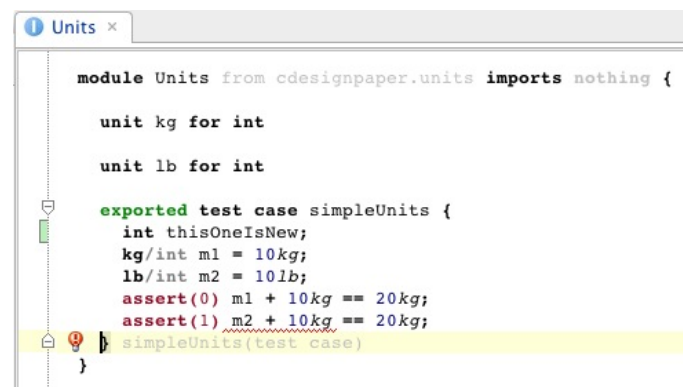 Units ×
module Units from cdesignpaper.units imports nothing {
unit kg for int
unit lb for int
exported test case simpleUnits {
int thisOneIsNew;
kg/int m1 = 10kg;
lb/int m2 = 10lb;
assert(0) m1 + 10kg == 20kg;
assert(1) m2 + 10kg == 20kg;
} simpleUnits(test case)
}